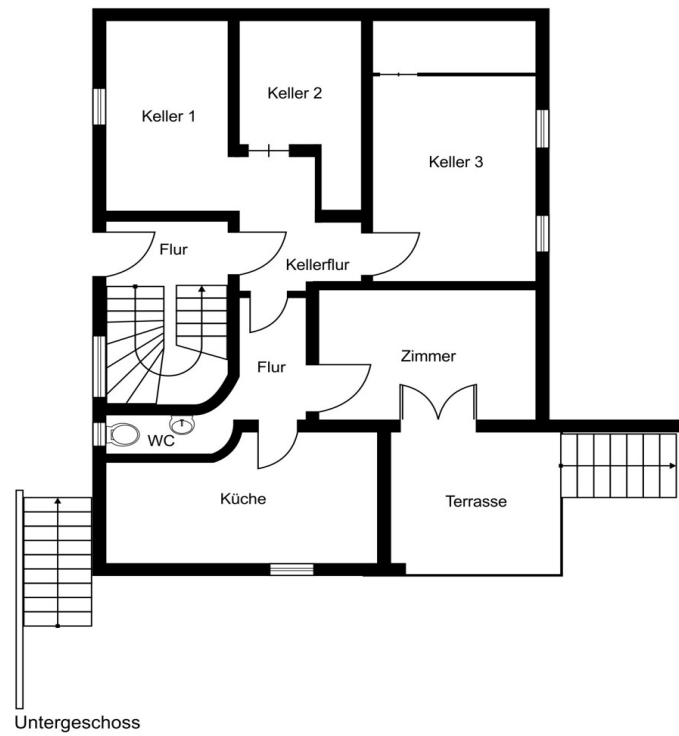 Keller 2
Keller 1
Keller 3
Flur
Kellerflur
Zimmer
Flur
WC
Küche
Terrasse
Untergeschoss